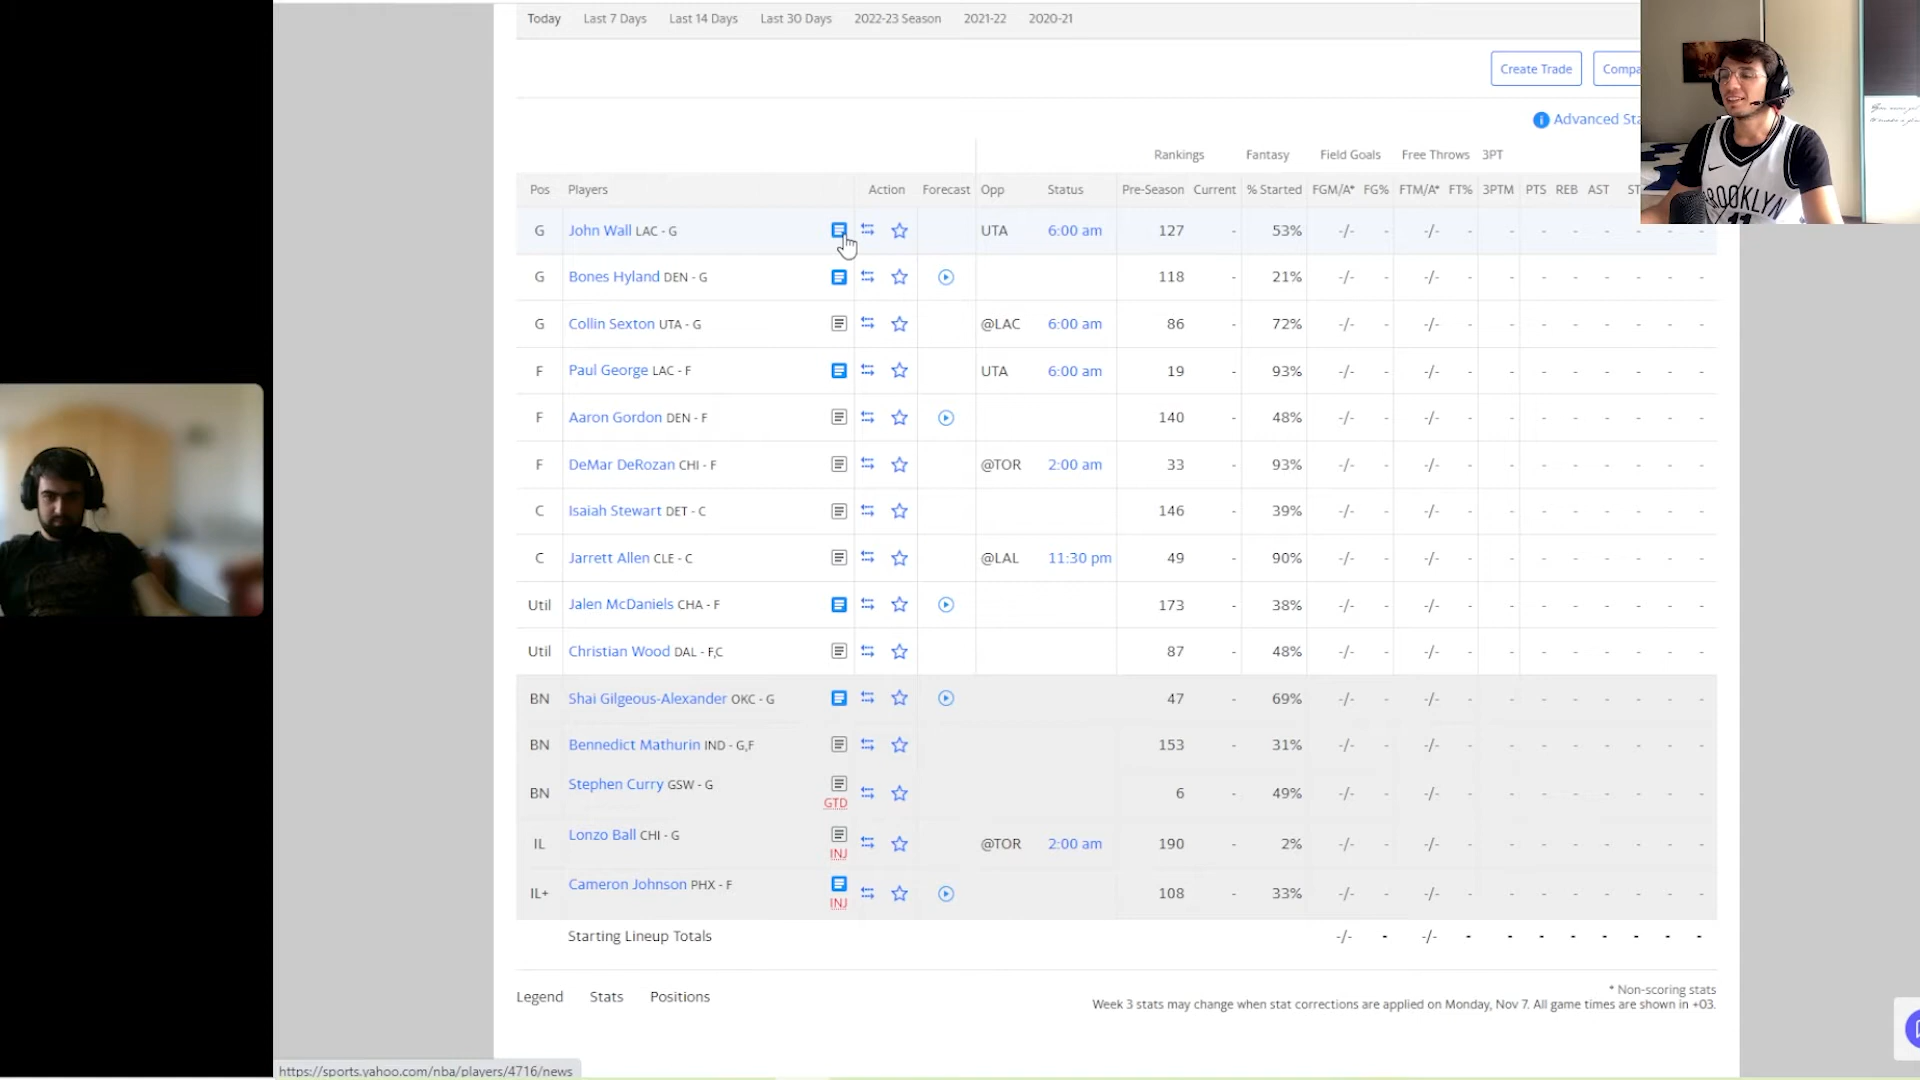 Today Last 7 Days Last 14 Days Last 30 Days 2022-23 Season 2021-22 2020-21
Create Trade
Advanced
Rankings Fantasy Field Goals Free Throws 3PT
Pos Players Action Forecast Opp Status Pre-Season Current % Started FGM/A* FG% FTM/A* FT% 3PTM PTS REB AST ST
BROOKLYN
11
G John Wall LAC - G UTA 6:00 am 127 - 53% -/- - -/- - - - - - - - -
G Bones Hyland DEN - G 118 - 21% -/- - -/- - - - - - - - -
G Collin Sexton UTA - G @LAC 6:00 am 86 - 72% -/- - -/- - - - - - - - -
F Paul George LAC - F UTA 6:00 am 19 - 93% -/- - -/- - - - - - - - -
F Aaron Gordon DEN - F 140 - 48% -/- - -/- - - - - - - - -
F DeMar DeRozan CHI - F @TOR 2:00 am 33 - 93% -/- - -/- - - - - - - - -
C Isaiah Stewart DET - C 146 - 39% -/- - -/- - - - - - - - -
C Jarrett Allen CLE - C @LAL 11:30 pm 49 - 90% -/- - -/- - - - - - - - -
Util Jalen McDaniels CHA - F 173 - 38% -/- - -/- - - - - - - - -
Util Christian Wood DAL - F,C 87 - 48% -/- - -/- - - - - - - - -
BN Shai Gilgeous-Alexander OKC - G 47 - 69% -/- - -/- - - - - - - - -
BN Bennedict Mathurin IND - G,F 153 - 31% -/- - -/- - - - - - - - -
BN Stephen Curry GSW - G GTD 6 - 49% -/- - -/- - - - - - - - -
IL Lonzo Ball CHI - G INJ @TOR 2:00 am 190 - 2% -/- - -/- - - - - - - - -
IL+ Cameron Johnson PHX - F INJ 108 - 33% -/- - -/- - - - - - - - -
Starting Lineup Totals -/- - -/- - - - - - - - -
Legend Stats Positions
* Non-scoring stats
Week 3 stats may change when stat corrections are applied on Monday, Nov 7. All game times are shown in +03.
https://sports.yahoo.com/nba/players/4716/news